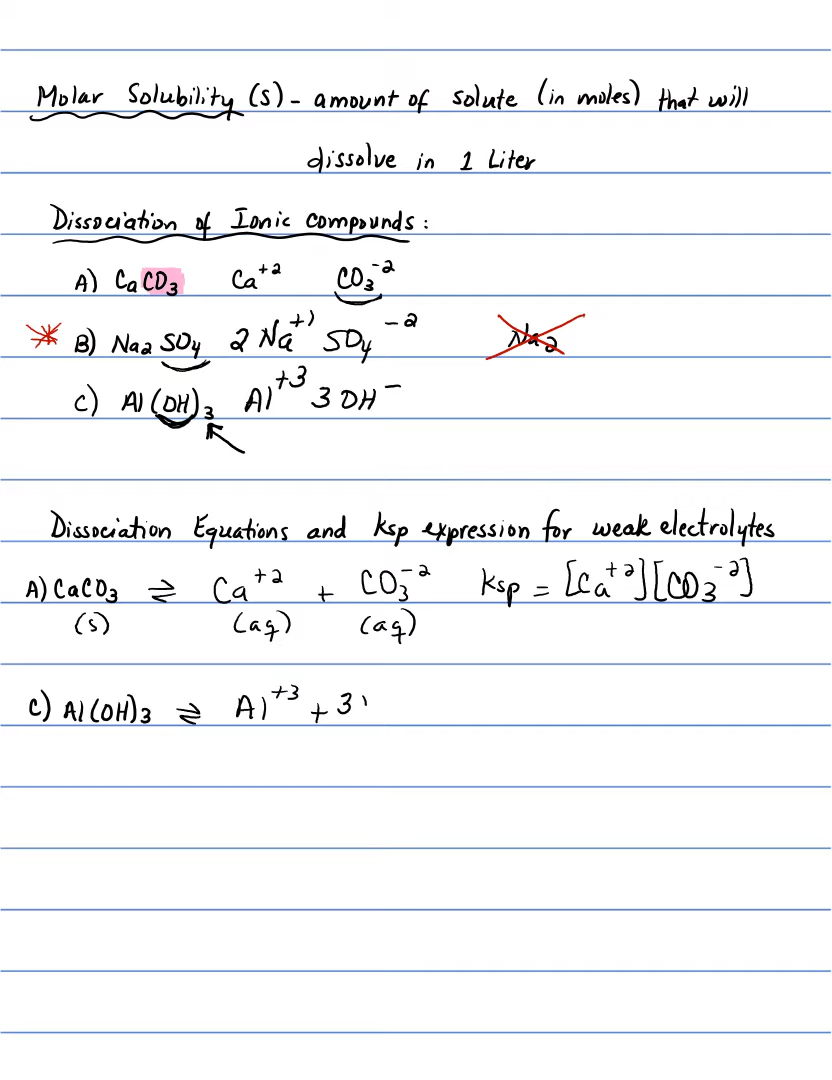 Molar Solubility (S) - amount of solute (in moles) that will
dissolve in 1 Liter
Dissociation of Ionic compounds:
A) CaCO₃ Ca⁺² CO₃⁻²
B) Na₂SO₄ 2Na⁺¹ SO₄⁻² Na₂
C) Al(OH)₃ Al⁺³ 3OH⁻
Dissociation Equations and ksp expression for weak electrolytes
A) CaCO₃ ⇌ Ca⁺² + CO₃⁻² ksp = [Ca⁺²][CO₃⁻²]
(s) (aq) (aq)
C) Al(OH)₃ ⇌ Al⁺³ + 3